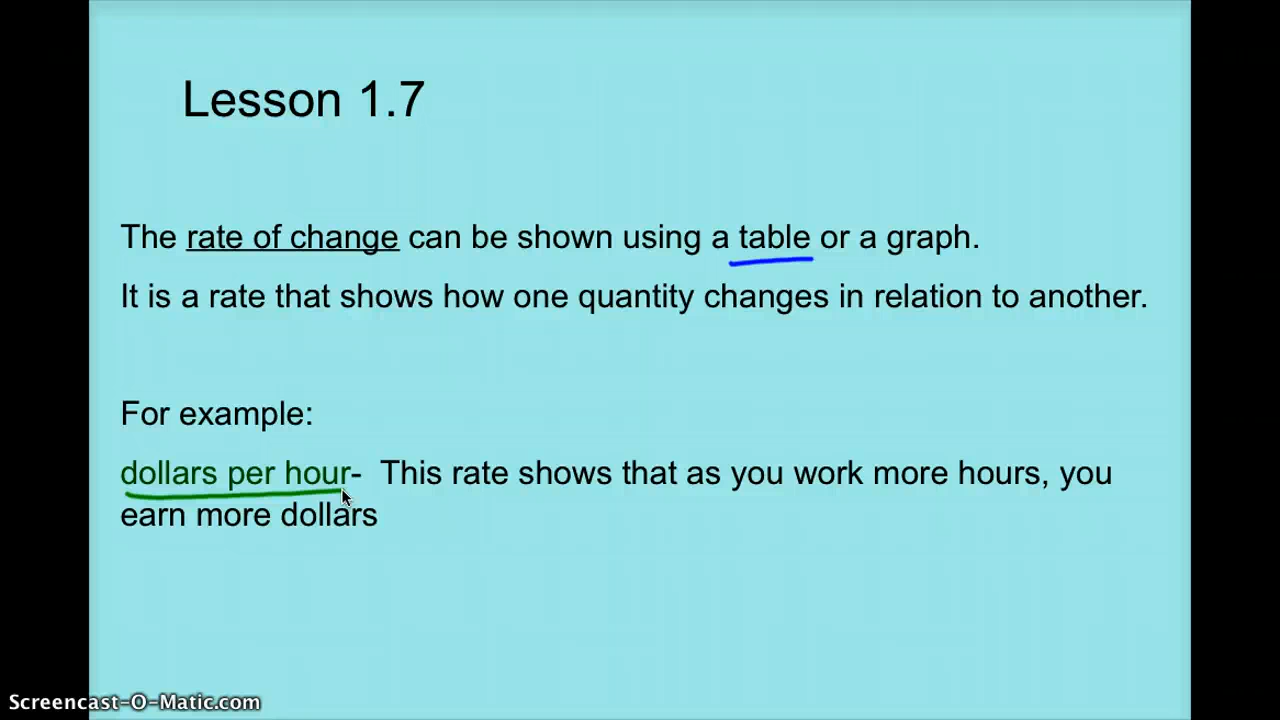 Lesson 1.7
The rate of change can be shown using a table or a graph.
It is a rate that shows how one quantity changes in relation to another.
For example:
dollars per hour- This rate shows that as you work more hours, you
earn more dollars
Screencast-O-Matic.com